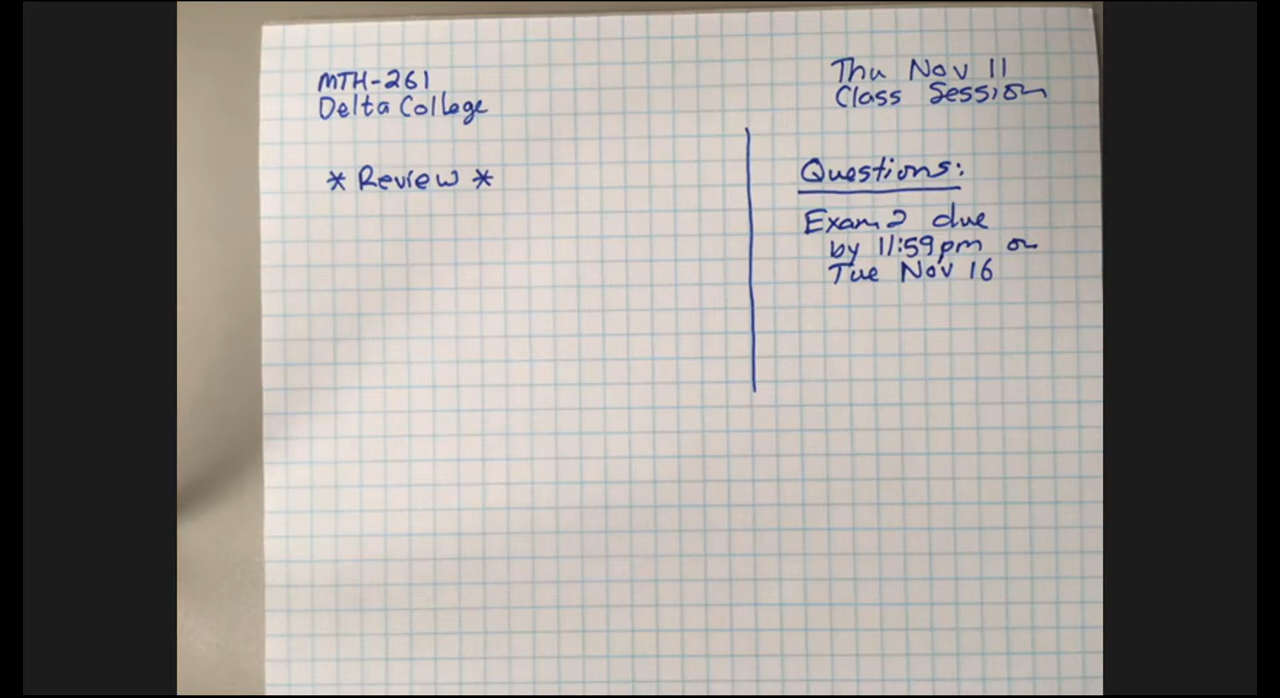 MTH-261
Delta College
Thu Nov 11
Class Session
* Review *
Questions:
Exam 2 due
by 11:59pm on
Tue Nov 16